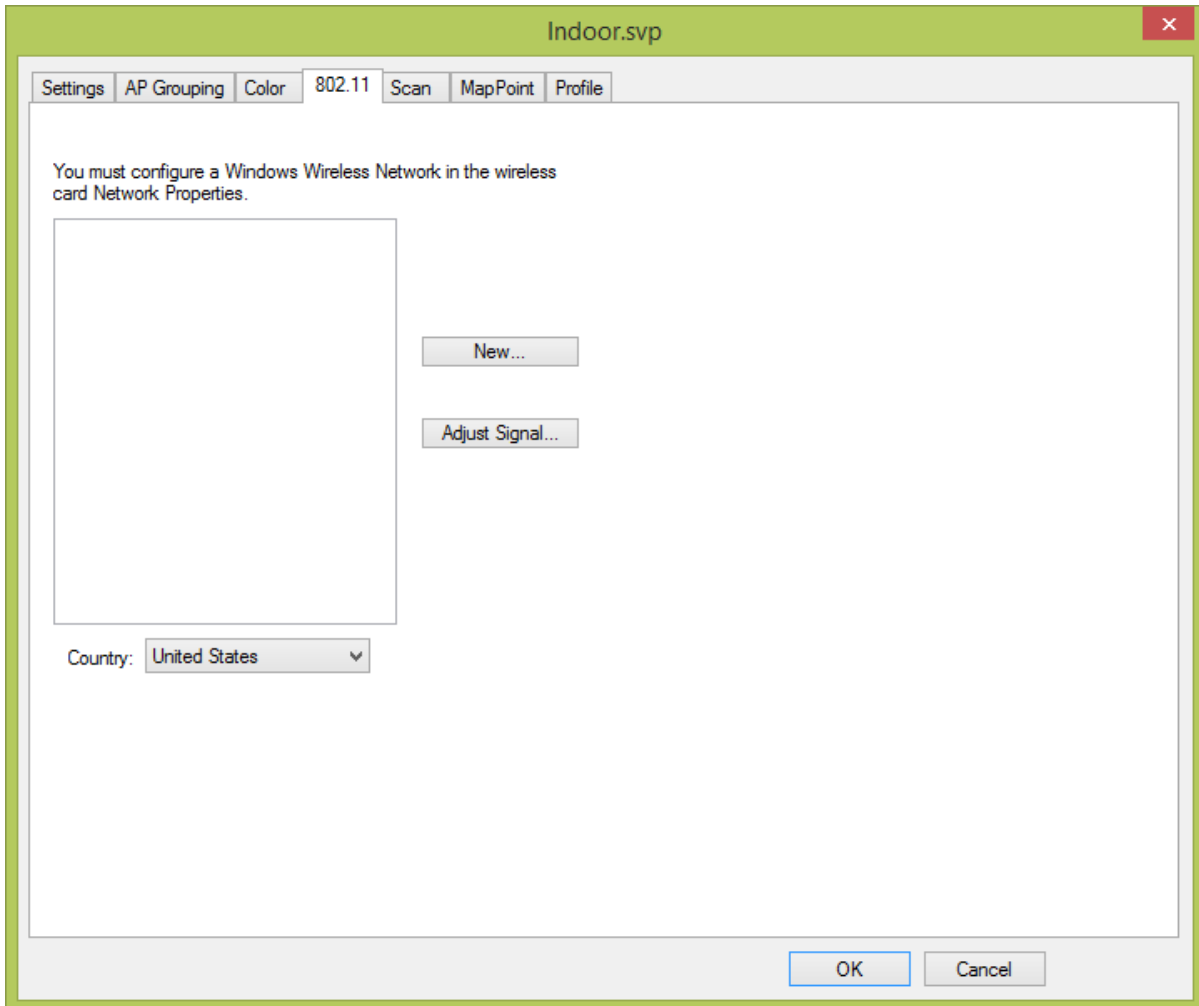 Indoor.svp
Settings AP Grouping Color 802.11 Scan MapPoint Profile
You must configure a Windows Wireless Network in the wireless
card Network Properties.
New...
Adjust Signal...
Country: United States
OK Cancel